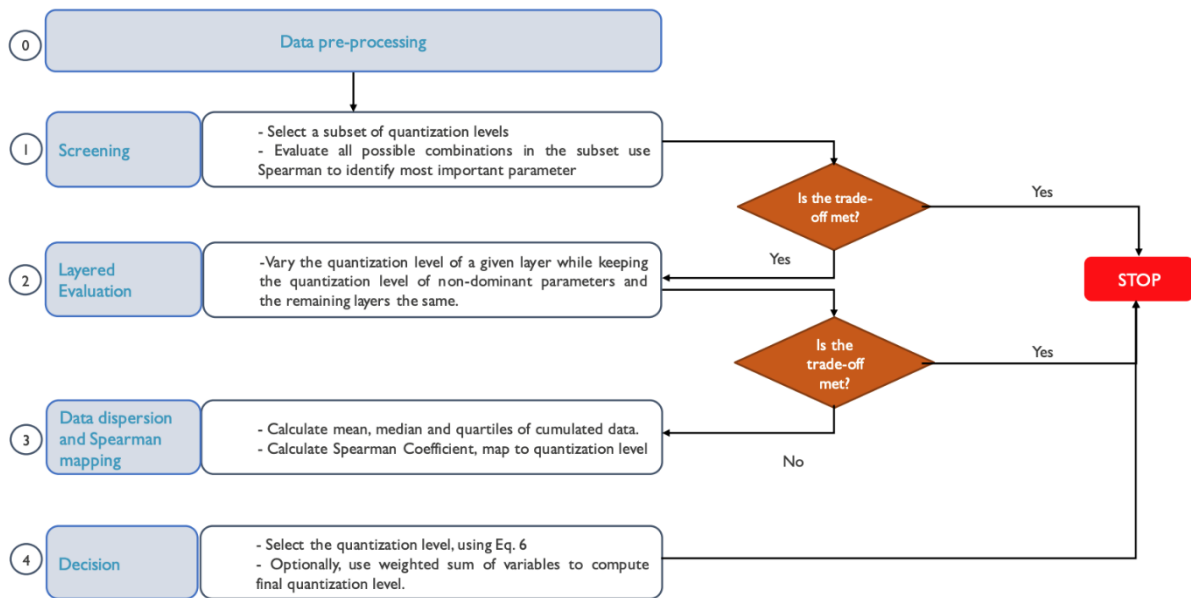 0
Data pre-processing
1
Screening
- Select a subset of quantization levels
- Evaluate all possible combinations in the subset use
Spearman to identify most important parameter
Is the trade-
off met?
Yes
Yes
2
Layered
Evaluation
-Vary the quantization level of a given layer while keeping
the quantization level of non-dominant parameters and
the remaining layers the same.
STOP
Is the
trade-off
met?
Yes
No
3
Data dispersion
and Spearman
mapping
- Calculate mean, median and quartiles of cumulated data.
- Calculate Spearman Coefficient, map to quantization level
4
Decision
- Select the quantization level, using Eq. 6
- Optionally, use weighted sum of variables to compute
final quantization level.